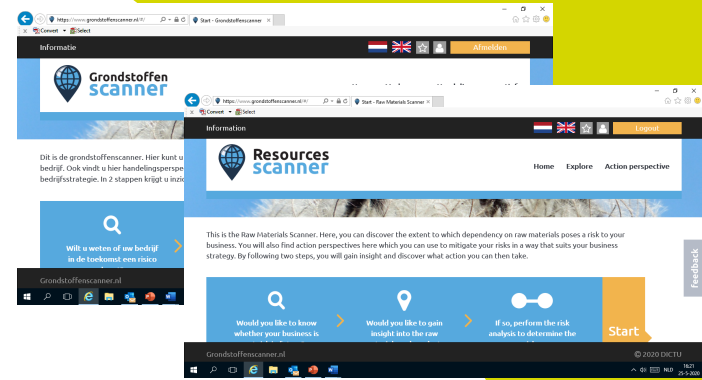 https://www.grondstoffenscanner.nl/#/
Start - Grondstoffenscanner
Convert
Select
Informatie
Afmelden
Grondstoffen
scanner
Dit is de grondstoffenscanner. Hier kunt u
bedrijf. Ook vindt u hier handelingsperspe
bedrijfsstrategie. In 2 stappen krijgt u inzi
Wilt u weten of uw bedrijf
in de toekomst een risico
Grondstoffenscanner.nl
https://www.grondstoffenscanner.nl/#/
Start - Raw Materials Scanner
Convert
Select
Information
Logout
Resources
scanner
Home Explore Action perspective
This is the Raw Materials Scanner. Here, you can discover the extent to which dependency on raw materials poses a risk to your
business. You will also find action perspectives here which you can use to mitigate your risks in a way that suits your business
strategy. By following two steps, you will gain insight and discover what action you can then take.
feedback
Would you like to know
whether your business is
Would you like to gain
insight into the raw
If so, perform the risk
analysis to determine the
Start
Grondstoffenscanner.nl
© 2020 DICTU
NLD
16:21
25-5-2020